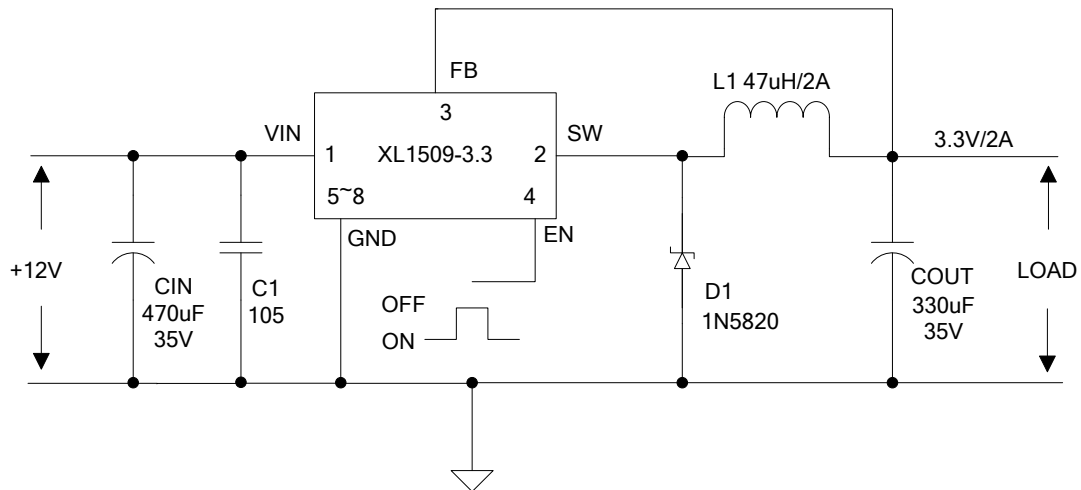 FB
L1 47uH/2A
3
VIN
SW
3.3V/2A
1
XL1509-3.3
2
5~8
4
GND
EN
+12V
CIN
470uF
35V
C1
105
OFF
ON
D1
1N5820
COUT
330uF
35V
LOAD